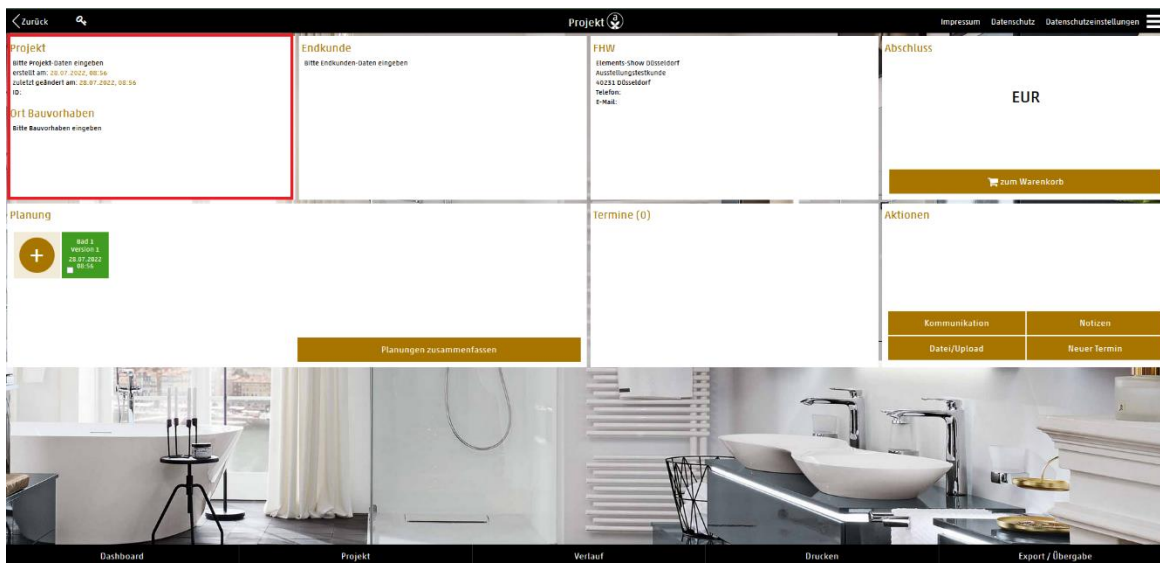 Zurück
Projekt
Impressum Datenschutz Datenschutzeinstellungen
Projekt
Bitte Projekt-Daten eingeben
erstellt am: 28.07.2022, 08:56
zuletzt geändert am: 28.07.2022, 08:56
ID:
Ort Bauvorhaben
Bitte Bauvorhaben eingeben
Endkunde
Bitte Endkunden-Daten eingeben
FHW
Elements-Show Düsseldorf
Ausstellungstestkunde
40231 Düsseldorf
Telefon:
E-Mail:
Abschluss
EUR
zum Warenkorb
Planung
+
Bad 1
Version 1
28.07.2022
08:56
Planungen zusammenfassen
Termine (0)
Aktionen
Kommunikation
Notizen
Datei/Upload
Neuer Termin
Dashboard
Projekt
Verlauf
Drucken
Export / Übergabe